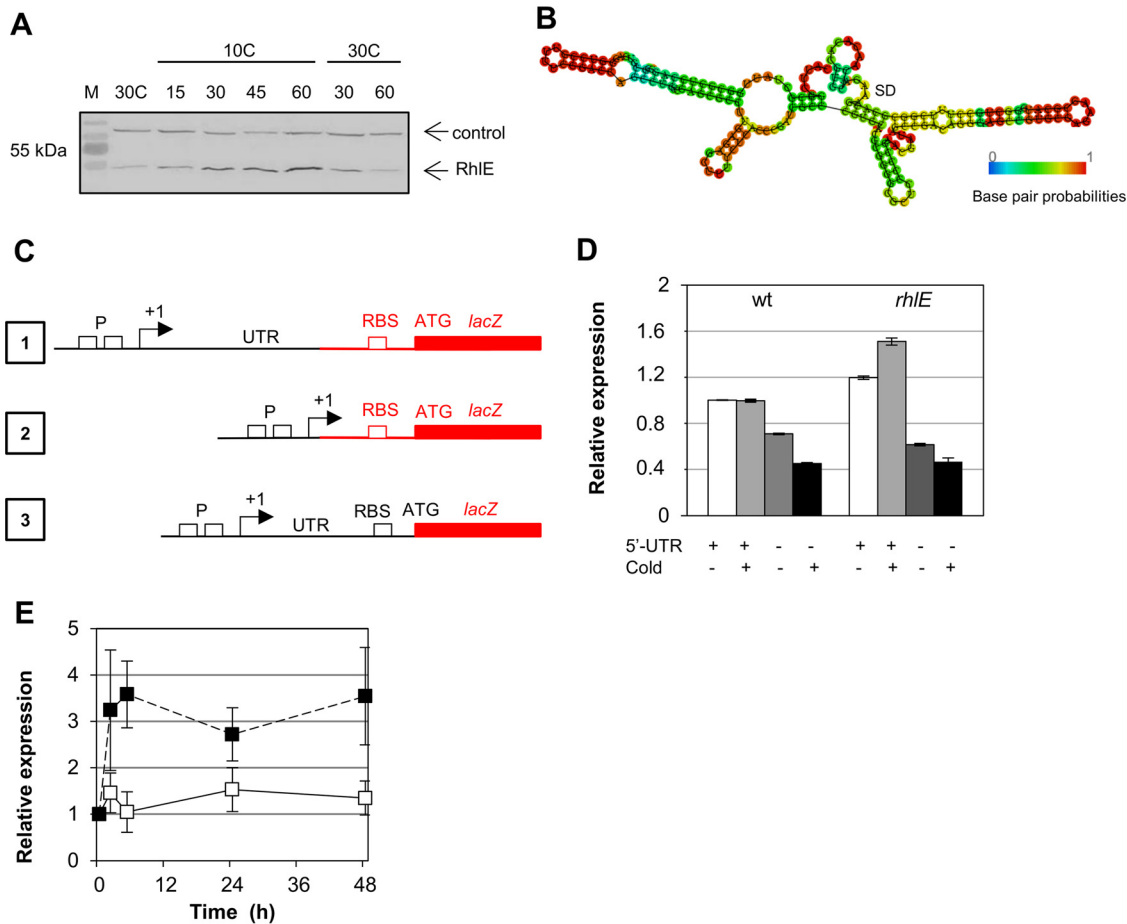 A
10C 30C
M 30C 15 30 45 60 30 60
55 kDa
control
RhlE
B
SD
0 1
Base pair probabilities
C
1
P +1 UTR RBS ATG lacZ
2
P +1 RBS ATG lacZ
3
P +1 UTR RBS ATG lacZ
D
Relative expression
2
1.6
1.2
0.8
0.4
0
wt rhlE
5'-UTR + + - - + + - -
Cold - + - + - + - +
E
Relative expression
5
4
3
2
1
0
0 12 24 36 48
Time (h)